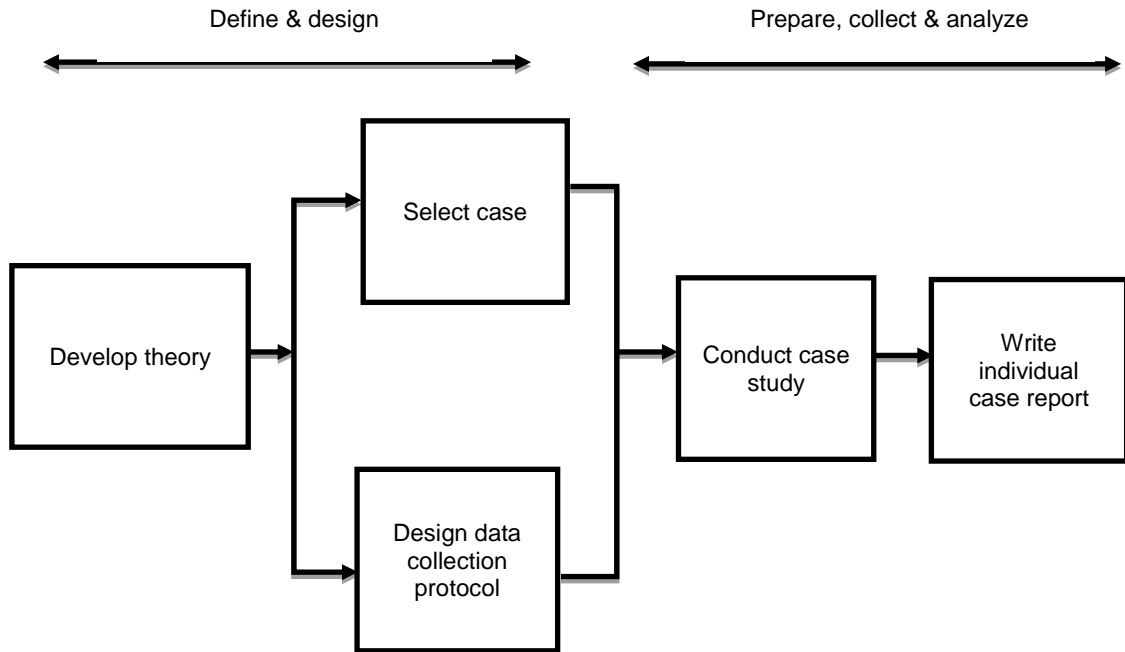 Define & design
Prepare, collect & analyze
Select case
Develop theory
Conduct case
study
Write
individual
case report
Design data
collection
protocol